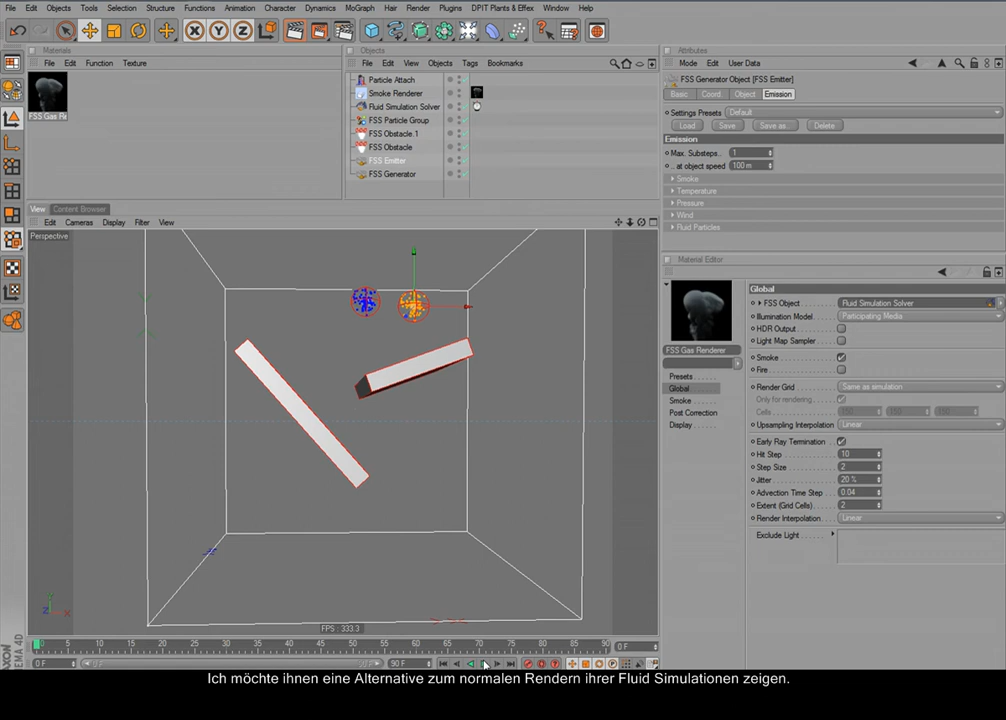 File Edit Objects Tools Selection Structure Functions Animation Character Dynamics MoGraph Hair Render Plugins DPIT Plants & Effex Window Help
Materials
File Edit Function Texture
FSS Gas Re
Objects
File Edit View Objects Tags Bookmarks
Particle Attach
Smoke Renderer
Fluid Simulation Solver
FSS Particle Group
FSS Obstacle.1
FSS Obstacle
FSS Emitter
FSS Generator
Attributes
Mode Edit User Data
FSS Generator Object [FSS Emitter]
Basic Coord Object Emission
Settings Presets Default
Load Save Save as... Delete
Emission
Max. Substeps 1
at object speed 100 m
Smoke
Temperature
Pressure
Wind
Fluid Particles
View Content Browser
Edit Cameras Display Filter View
Perspective
FPS : 333.3
Y
Z X
0 5 10 15 20 25 30 35 40 45 50 55 60 65 70 75 80 85 90 0 F
0 F 90 F
Material Editor
FSS Gas Renderer
Presets
Global
Smoke
Post Correction
Display
Global
FSS Object Fluid Simulation Solver
Illumination Model Participating Media
HDR Output
Light Map Sampler
Smoke
Fire
Render Grid Same as simulation
Only for rendering
Cells 150 150 150
Upsampling Interpolation Linear
Early Ray Termination
Hit Step 10
Step Size 2
Jitter 20 %
Advection Time Step 0.04
Extent (Grid Cells) 2
Render Interpolation Linear
Exclude Light
AXON
CINEMA 4D
Ich möchte ihnen eine Alternative zum normalen Rendern ihrer Fluid Simulationen zeigen.